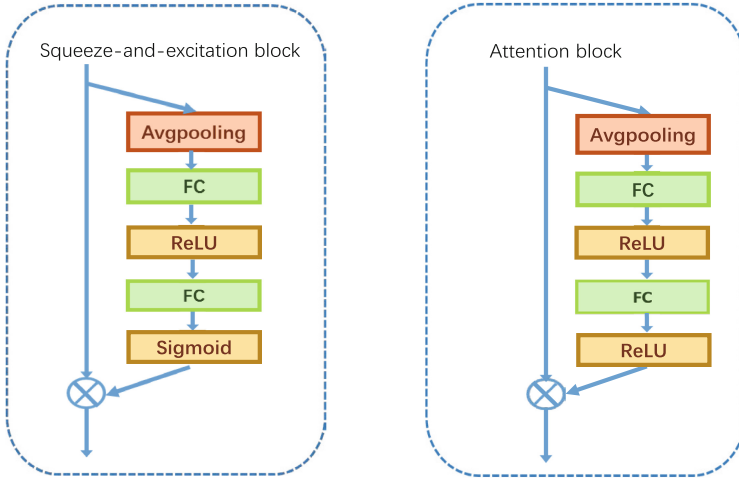 Squeeze-and-excitation block
Avgpooling
FC
ReLU
FC
Sigmoid
Attention block
Avgpooling
FC
ReLU
FC
ReLU